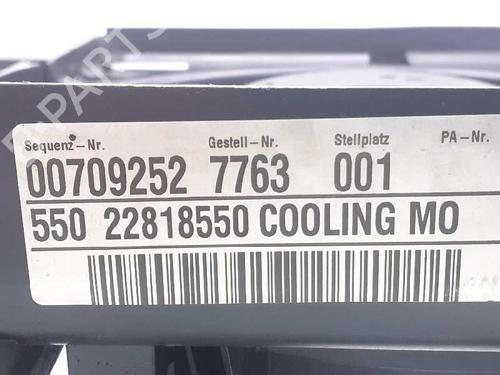 Sequenz-Nr. Gestell-Nr. Stellplatz PA-Nr.
00709252 7763 001
550 22818550 COOLING MO